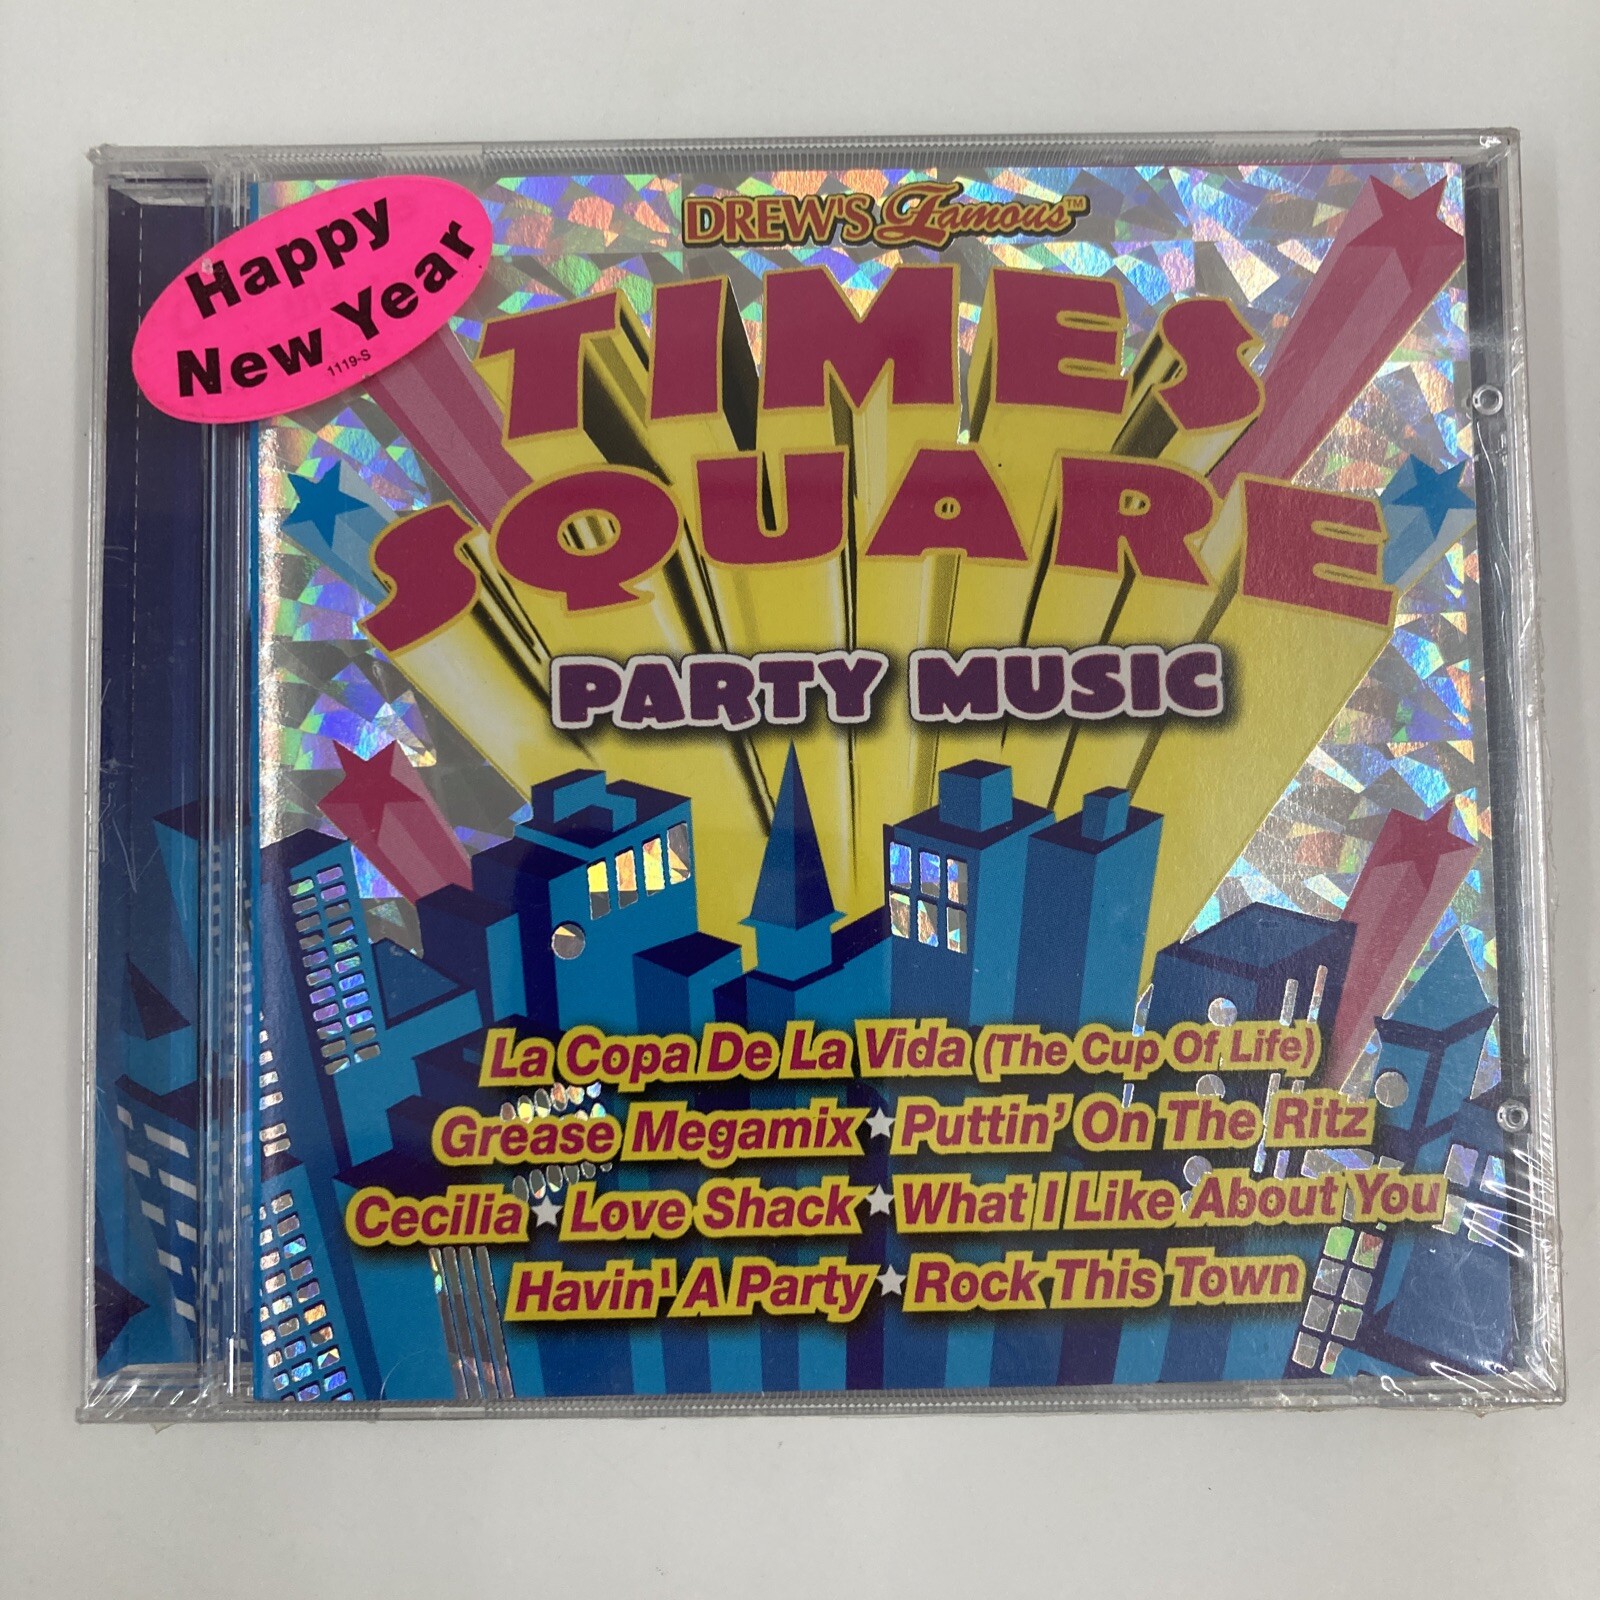 Happy
New Year
1119-S
DREW'S Famous™
TIMES
SQUARE
PARTY MUSIC
La Copa De La Vida (The Cup Of Life)
Grease Megamix ★ Puttin' On The Ritz
Cecilia ★ Love Shack ★ What I Like About You
Havin' A Party ★ Rock This Town